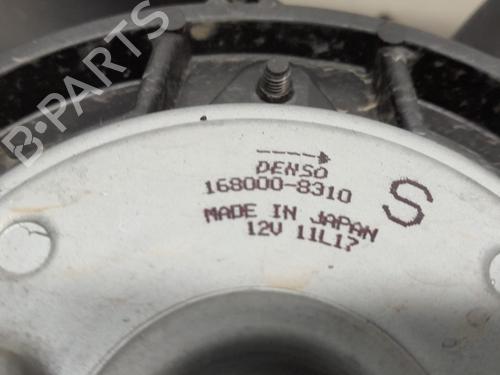 B-PARTS
DENSO
168000-8310
S
MADE IN JAPAN
12V 11L17